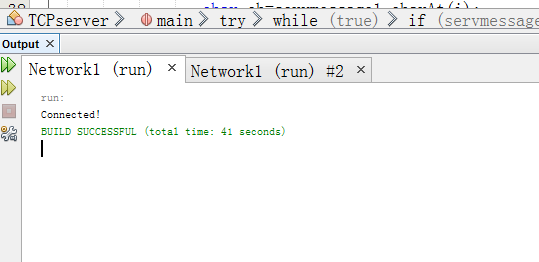 TCPserver main try while (true) if (servmessage
Output ×
Network1 (run) × Network1 (run) #2 ×
run:
Connected!
BUILD SUCCESSFUL (total time: 41 seconds)